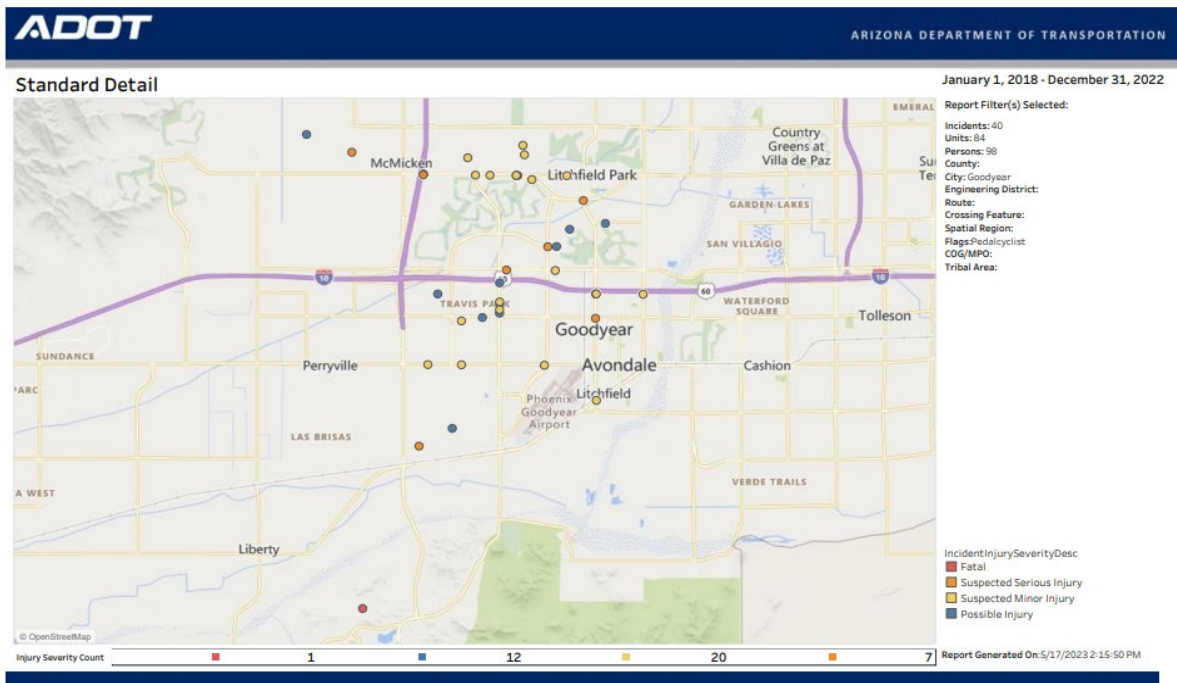 ADOT
ARIZONA DEPARTMENT OF TRANSPORTATION
Standard Detail
January 1, 2018 - December 31, 2022
Report Filter(s) Selected:
Incidents: 40
Units: 84
Persons: 98
County:
City: Goodyear
Engineering District:
Route:
Crossing Feature:
Spatial Region:
Flags:Pedalcyclist
COG/MPO:
Tribal Area:
EMERAL
Country
Greens at
Villa de Paz
McMicken
Litchfield Park
GARDEN LAKES
SAN VILLAGIO
10
60
10
WATERFORD
SQUARE
Tolleson
Goodyear
SUNDANCE
Perryville
Avondale
Cashion
PARC
Phoenix
Goodyear
Airport
Litchfield
LAS BRISAS
A WEST
VERDE TRAILS
Liberty
IncidentInjurySeverityDesc
Fatal
Suspected Serious Injury
Suspected Minor Injury
Possible Injury
© OpenStreetMap
Injury Severity Count 1 12 20 7
Report Generated On:5/17/2023 2:15:50 PM